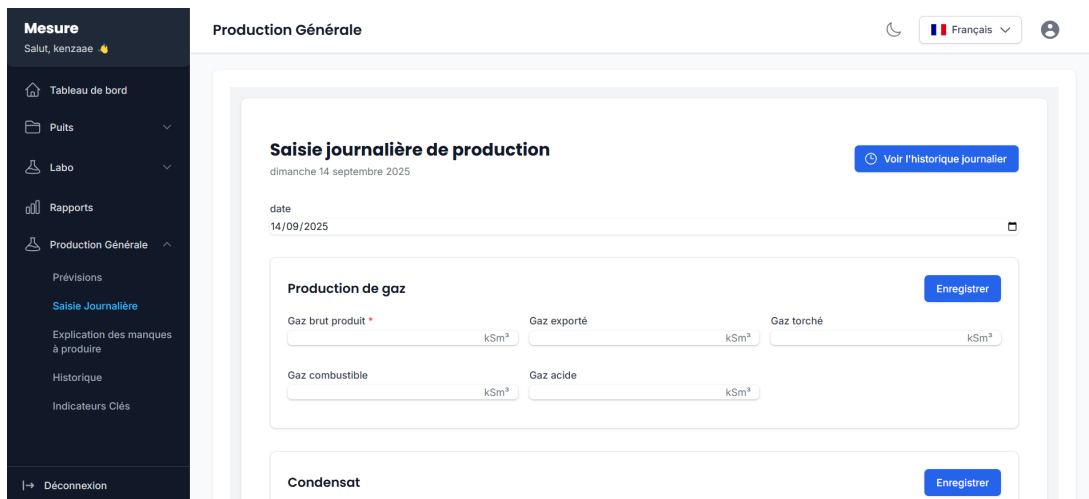 Mesure
Salut, kenzaae 👋
Tableau de bord
Puits
Labo
Rapports
Production Générale
Prévisions
Saisie Journalière
Explication des manques
à produire
Historique
Indicateurs Clés
Déconnexion
Production Générale
Français
Saisie journalière de production
dimanche 14 septembre 2025
Voir l'historique journalier
date
14/09/2025
Production de gaz
Enregistrer
Gaz brut produit *
Gaz exporté
Gaz torché
kSm³
kSm³
kSm³
Gaz combustible
Gaz acide
kSm³
kSm³
Condensat
Enregistrer